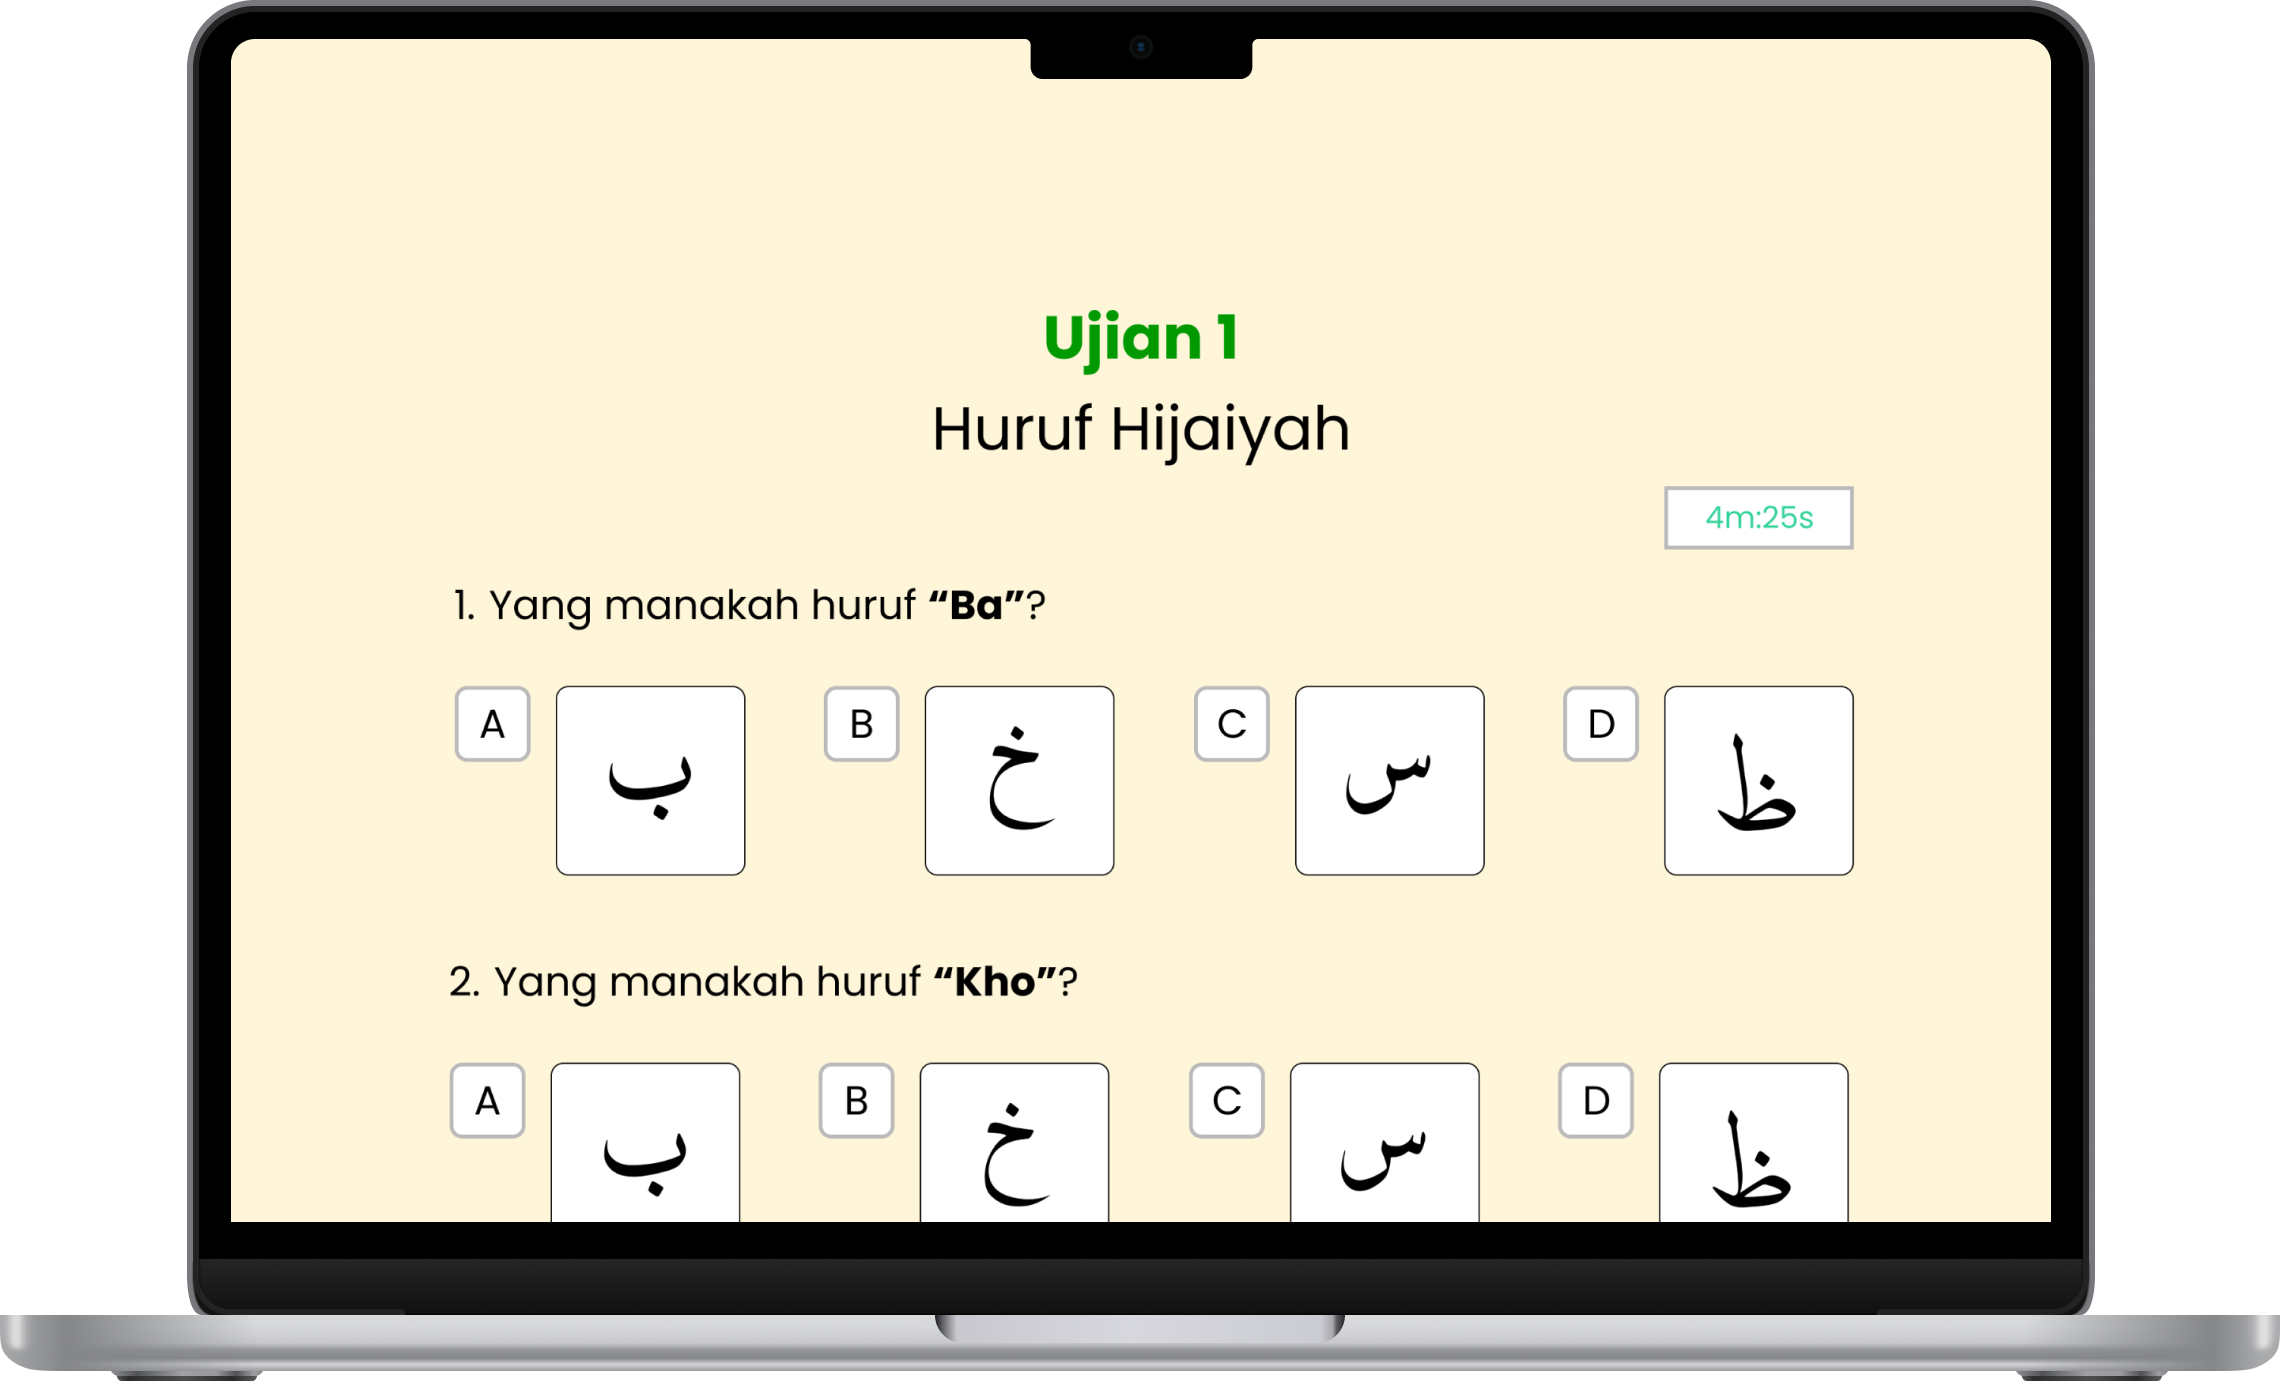 Ujian 1
Huruf Hijaiyah
4m:25s
1. Yang manakah huruf “Ba”?
A ب B خ C س D ظ
2. Yang manakah huruf “Kho”?
A ب B خ C س D ظ